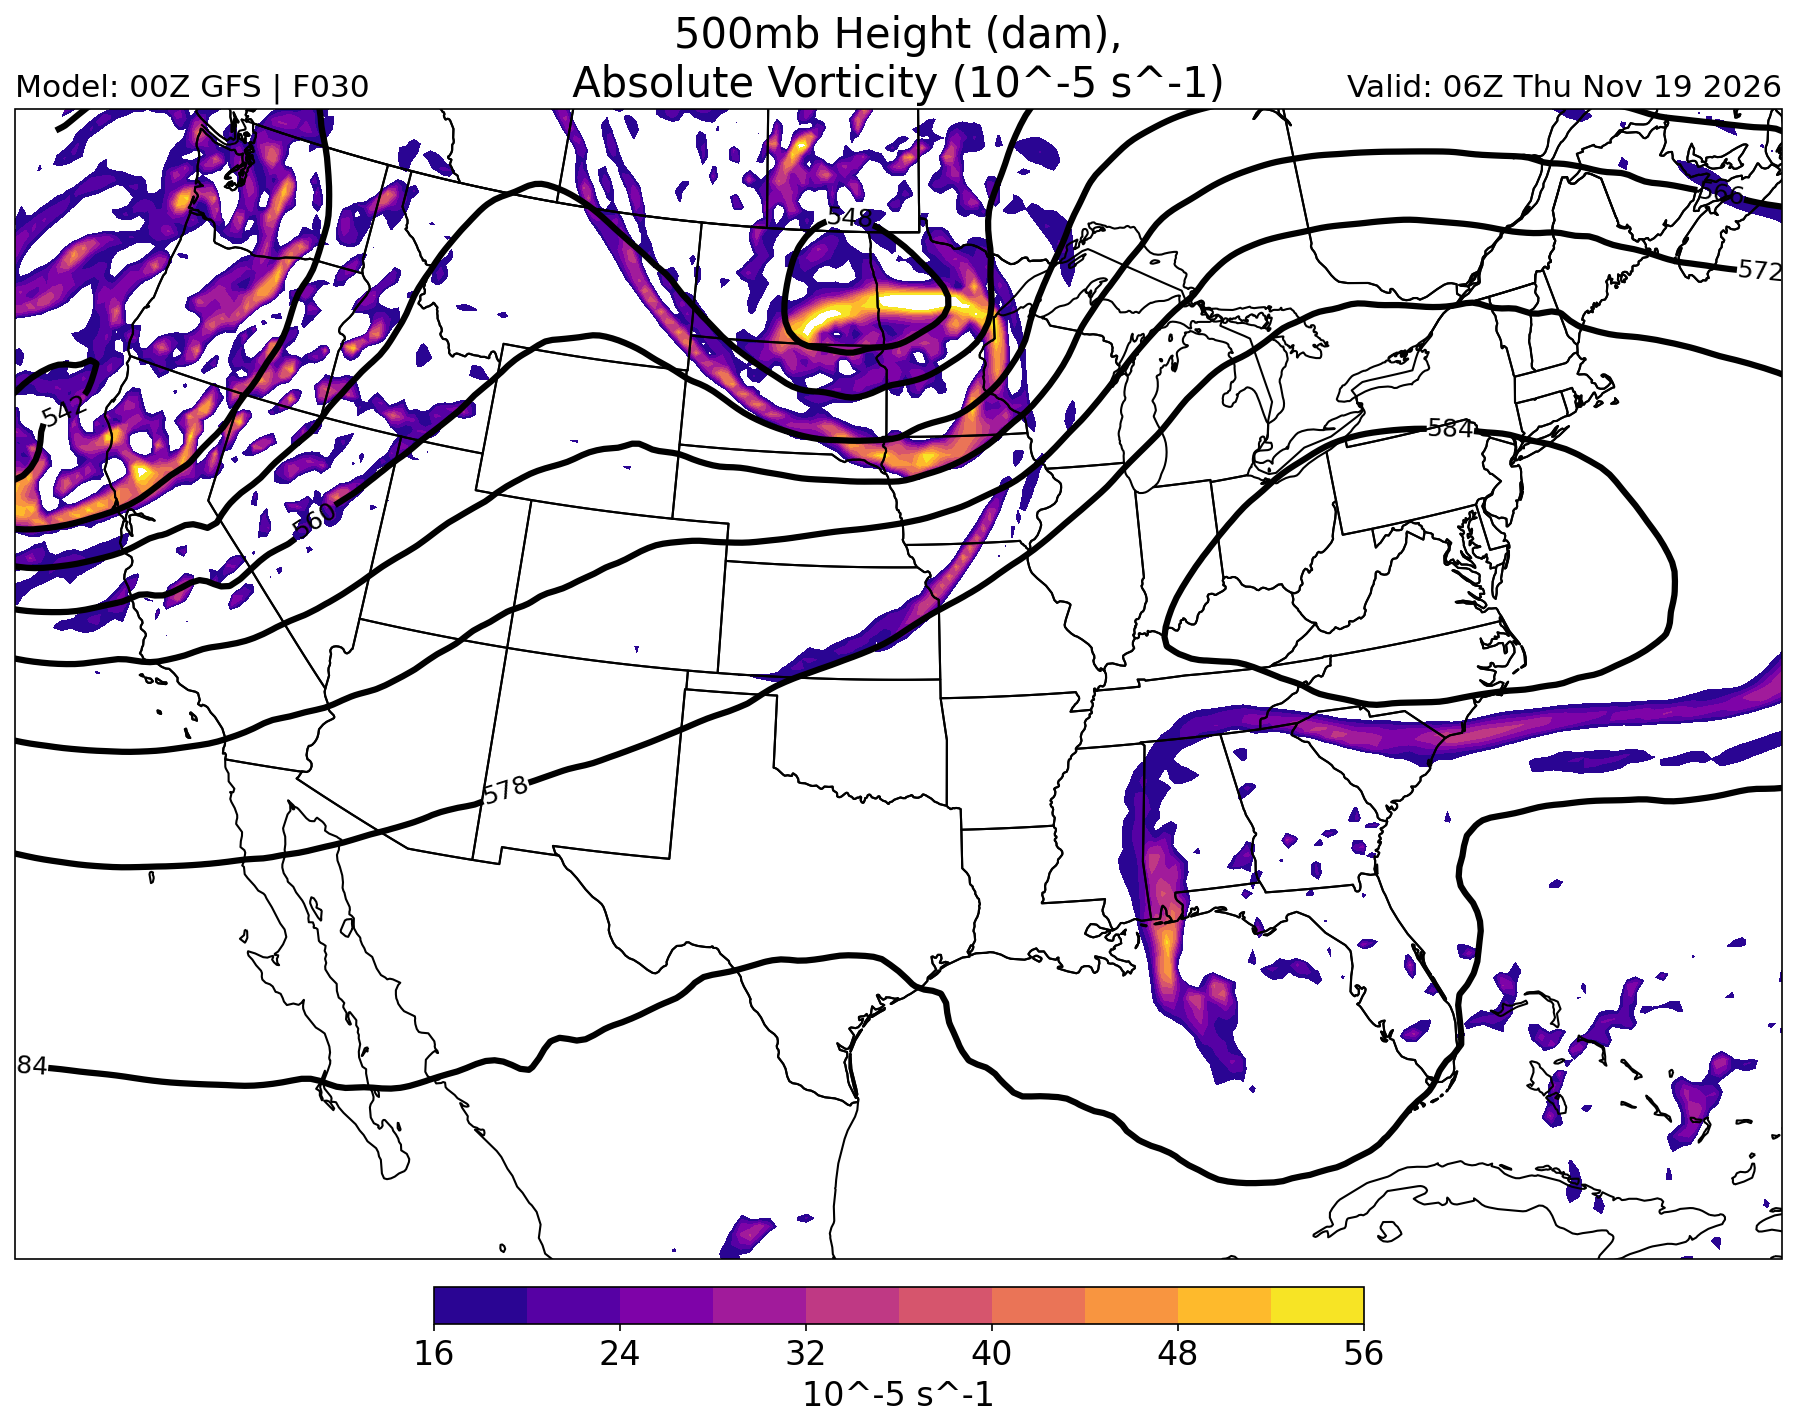 500mb Height (dam),
Model: 00Z GFS | F030
Absolute Vorticity (10^-5 s^-1)
Valid: 06Z Thu Nov 19 2026
548
566
572
542
584
560
578
84
16 24 32 40 48 56
10^-5 s^-1